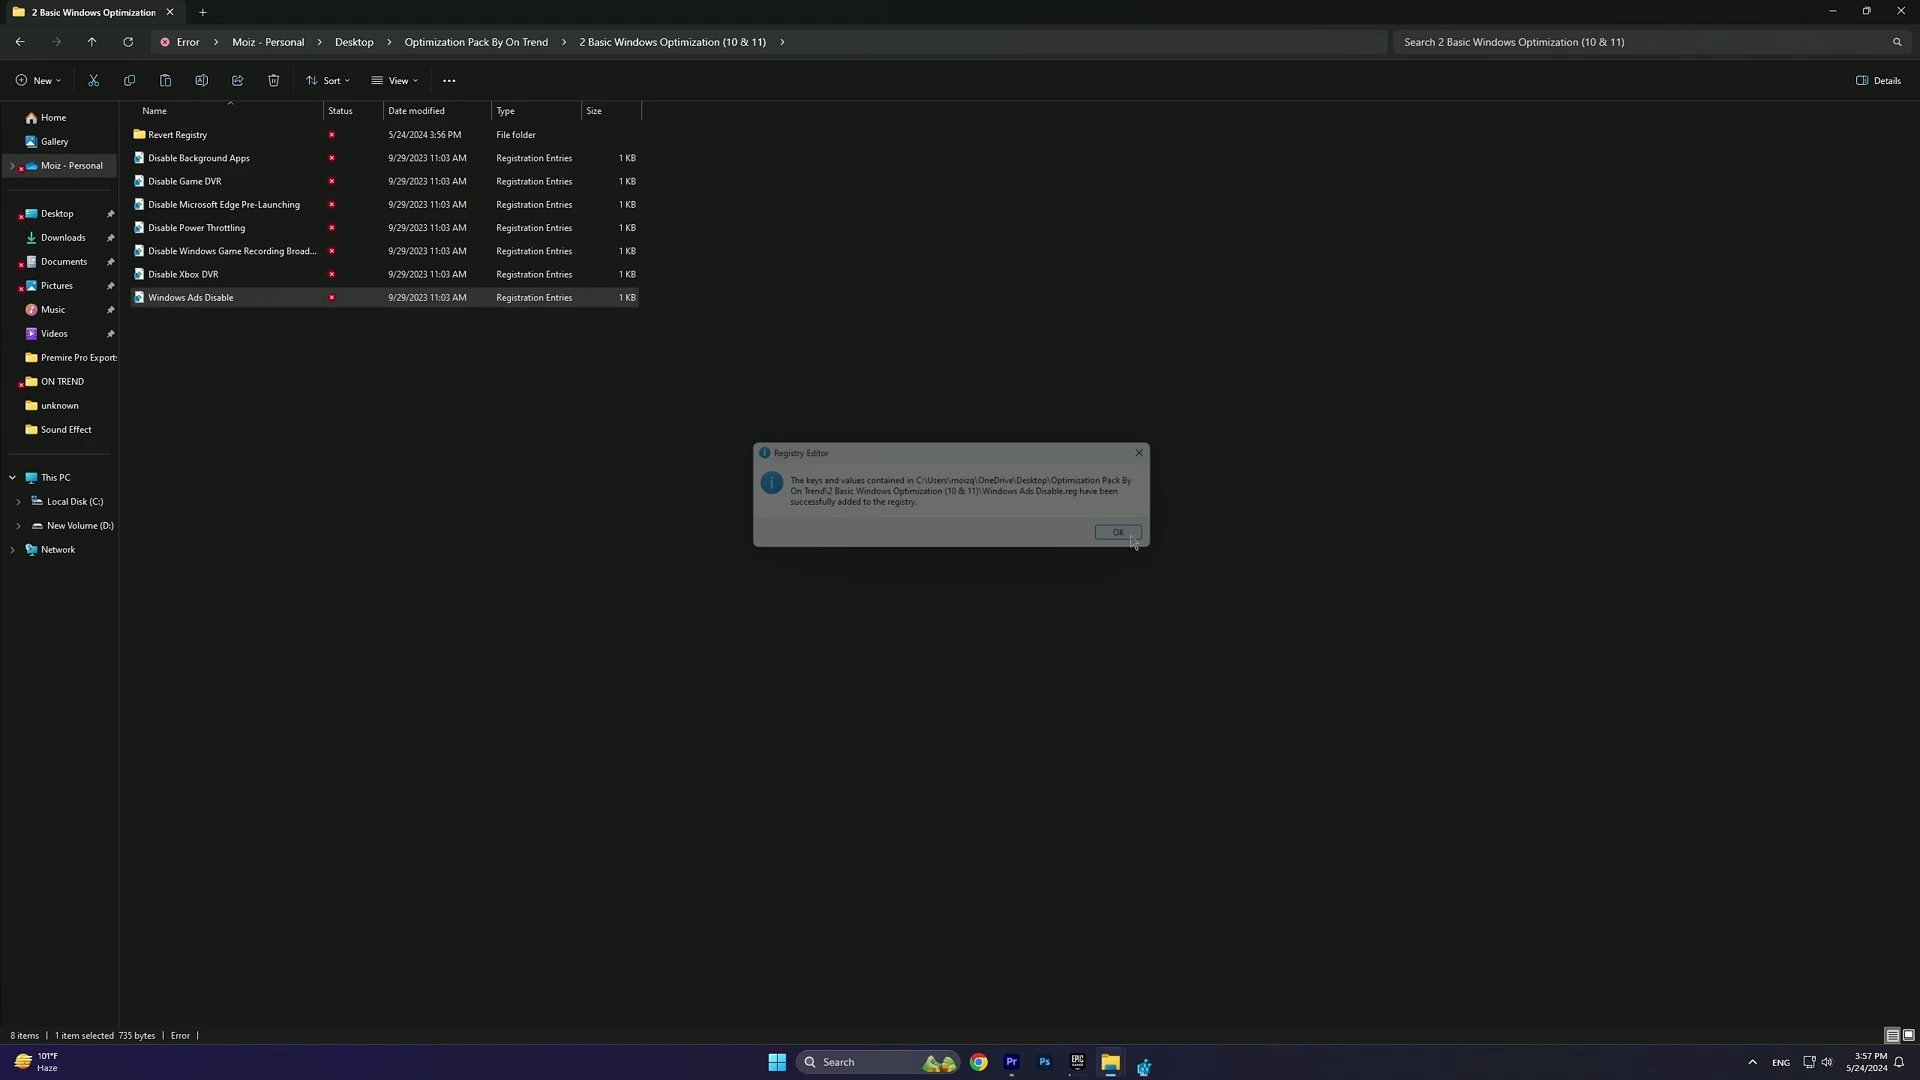 2 Basic Windows Optimization
Error > Moiz - Personal > Desktop > Optimization Pack By On Trend > 2 Basic Windows Optimization (10 & 11) >
Search 2 Basic Windows Optimization (10 & 11)
New
Sort
View
Details
Name Status Date modified Type Size
Revert Registry 5/24/2024 3:56 PM File folder
Disable Background Apps 9/29/2023 11:03 AM Registration Entries 1 KB
Disable Game DVR 9/29/2023 11:03 AM Registration Entries 1 KB
Disable Microsoft Edge Pre-Launching 9/29/2023 11:03 AM Registration Entries 1 KB
Disable Power Throttling 9/29/2023 11:03 AM Registration Entries 1 KB
Disable Windows Game Recording Broad... 9/29/2023 11:03 AM Registration Entries 1 KB
Disable Xbox DVR 9/29/2023 11:03 AM Registration Entries 1 KB
Windows Ads Disable 9/29/2023 11:03 AM Registration Entries 1 KB
Home
Gallery
Moiz - Personal
Desktop
Downloads
Documents
Pictures
Music
Videos
Premire Pro Exports
ON TREND
unknown
Sound Effect
This PC
Local Disk (C:)
New Volume (D:)
Network
Registry Editor
The keys and values contained in C:\Users\moizq\OneDrive\Desktop\Optimization Pack By
On Trend\2 Basic Windows Optimization (10 & 11)\Windows Ads Disable.reg have been
successfully added to the registry.
OK
8 items | 1 item selected 735 bytes | Error |
101°F
Haze
Search
Pr
Ps
EPIC
GAMES
ENG
3:57 PM
5/24/2024